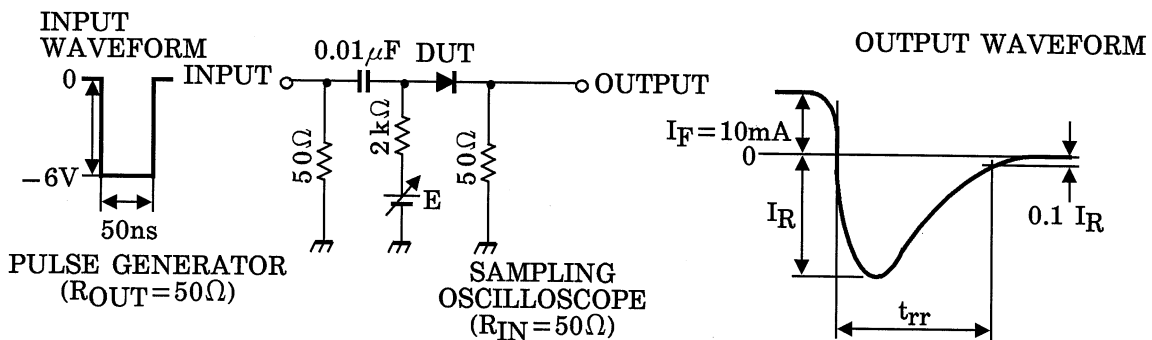 INPUT
WAVEFORM
0
−6V
50ns
PULSE GENERATOR
(ROUT=50Ω)
INPUT
0.01μF
DUT
50Ω
2kΩ
E
50Ω
OUTPUT
SAMPLING
OSCILLOSCOPE
(RIN=50Ω)
OUTPUT WAVEFORM
IF=10mA
0
IR
0.1 IR
trr